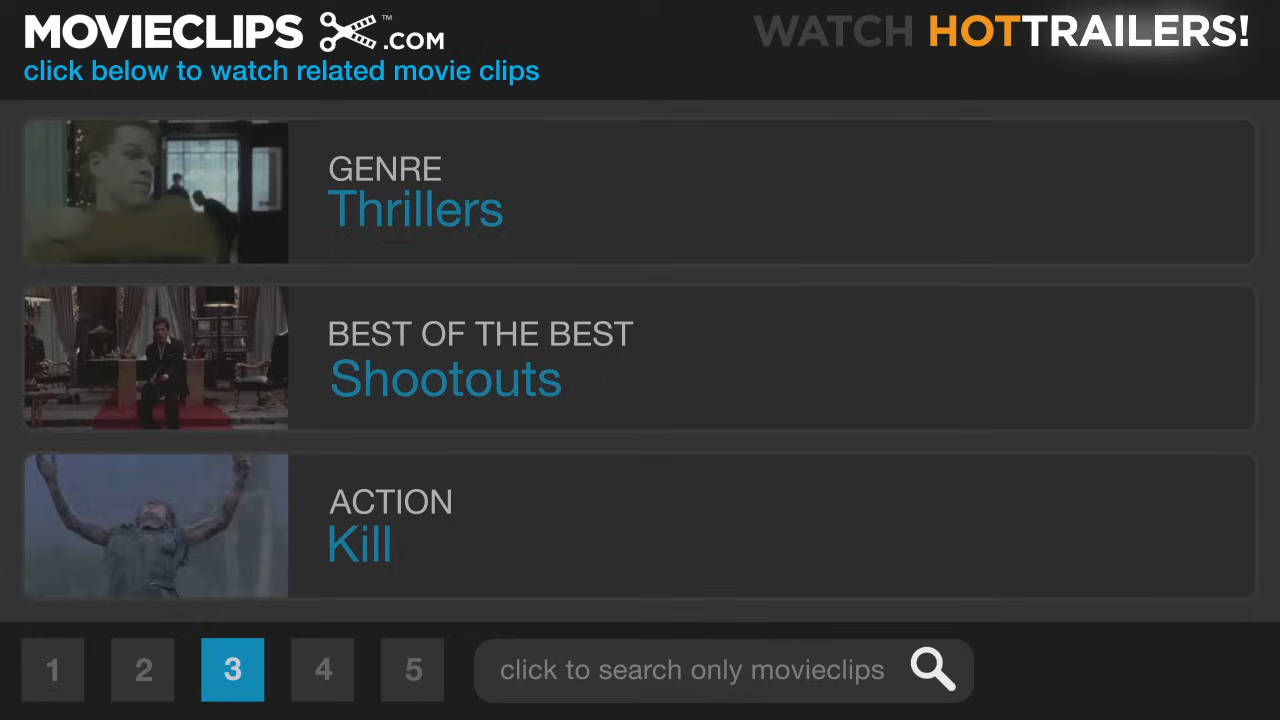 MOVIECLIPS ™ .COM
WATCH HOTTRAILERS!
click below to watch related movie clips
GENRE
Thrillers
BEST OF THE BEST
Shootouts
ACTION
Kill
1 2 3 4 5
click to search only movieclips